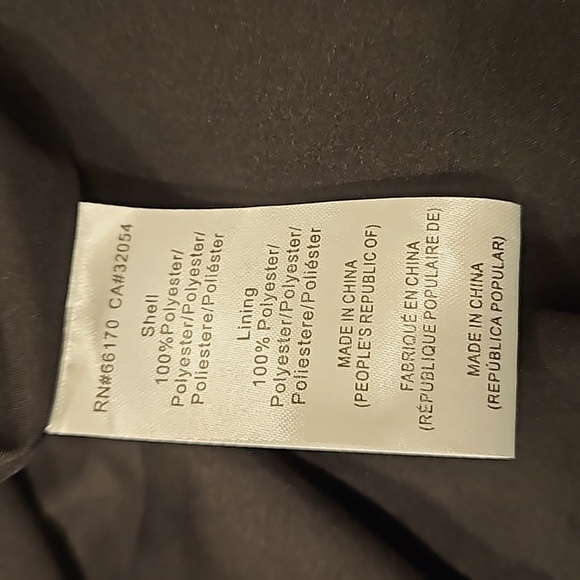 RN#66170 CA#32054
Shell
100%Polyester/
Polyester/Polyester/
Poliestere/Poliéster
Lining
100% Polyester/
Polyester/Polyester/
Poliestere/Poliéster
MADE IN CHINA
(PEOPLE'S REPUBLIC OF)
FABRIQUÉ EN CHINA
(RÉPUBLIQUE POPULAIRE DE)
MADE IN CHINA
(REPÚBLICA POPULAR)